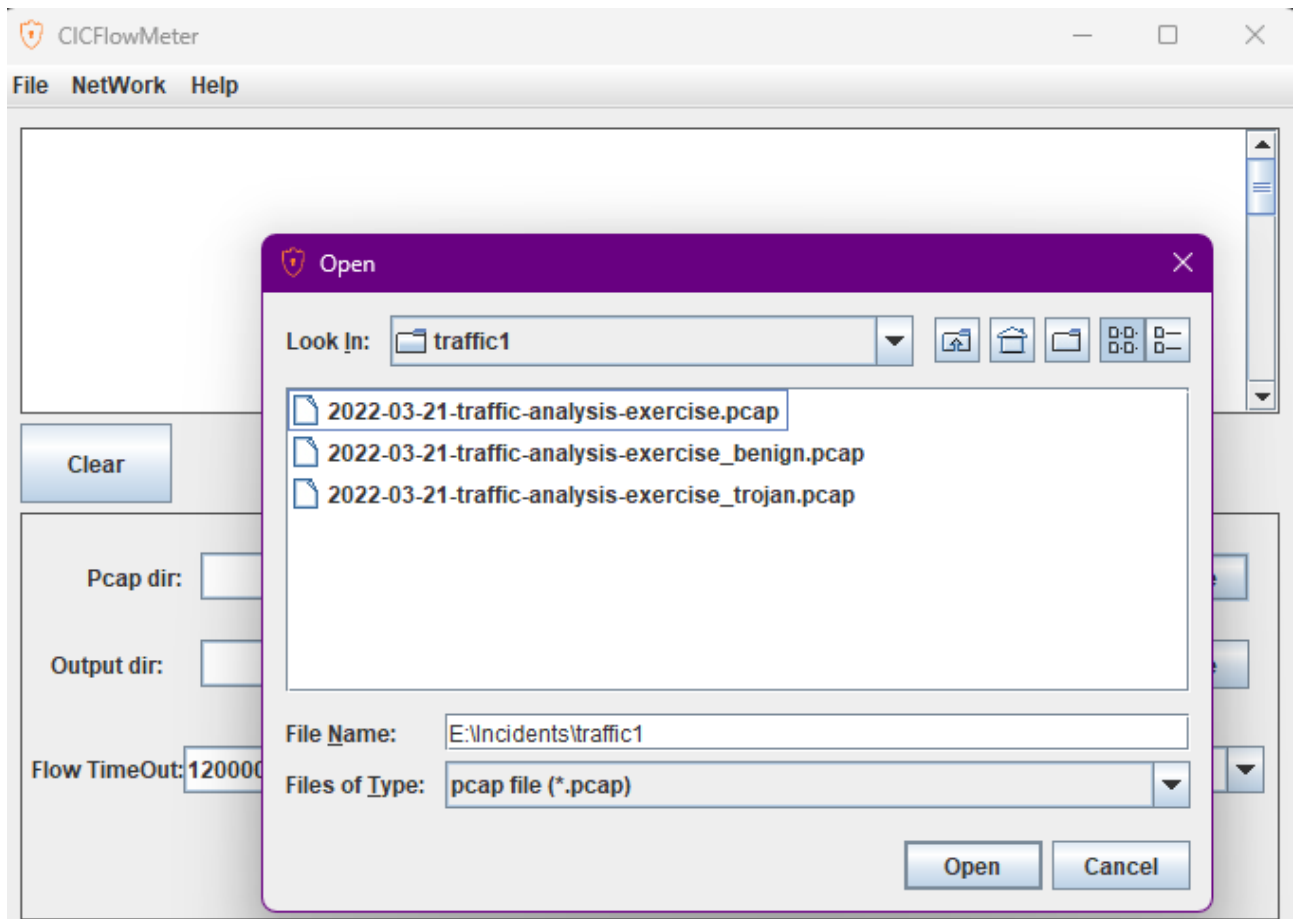 CICFlowMeter
File NetWork Help
Open
Look In: traffic1
2022-03-21-traffic-analysis-exercise.pcap
2022-03-21-traffic-analysis-exercise_benign.pcap
2022-03-21-traffic-analysis-exercise_trojan.pcap
Clear
Pcap dir:
Output dir:
File Name: E:\Incidents\traffic1
Flow TimeOut: 120000
Files of Type: pcap file (*.pcap)
Open Cancel